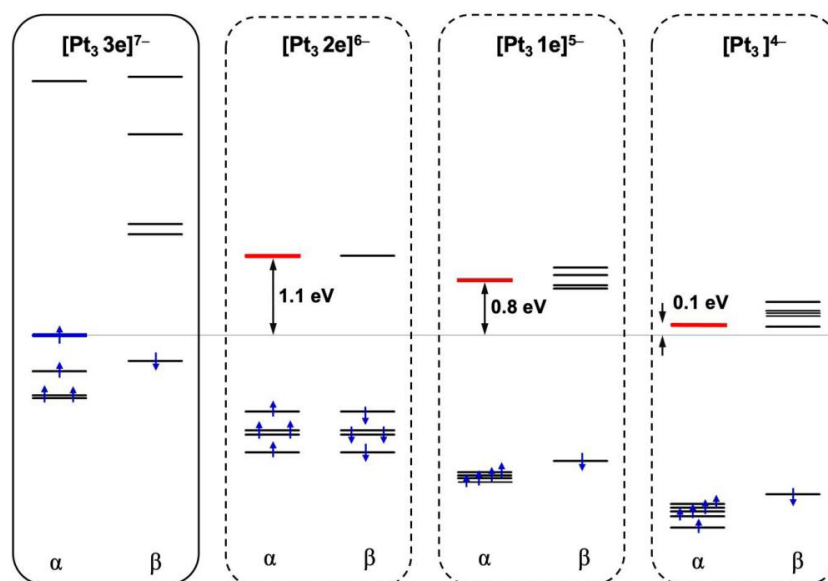 [Pt₃ 3e]⁷⁻
[Pt₃ 2e]⁶⁻
[Pt₃ 1e]⁵⁻
[Pt₃ ]⁴⁻
1.1 eV
0.8 eV
0.1 eV
α β
α β
α β
α β